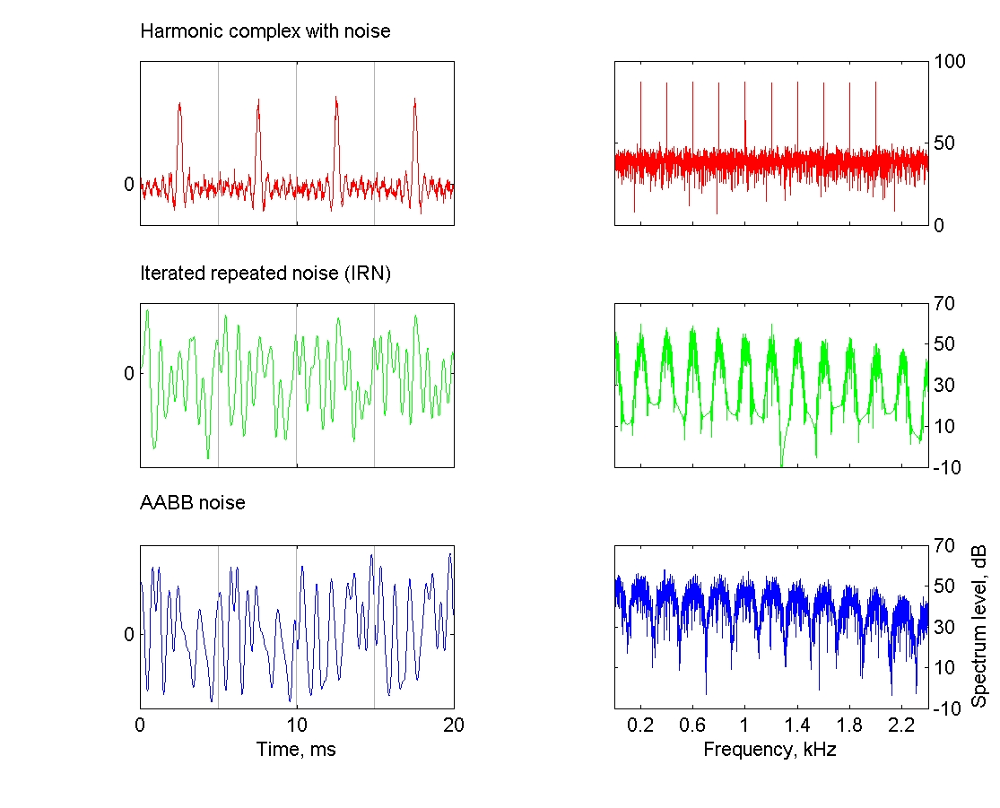 Harmonic complex with noise
100
50
0
0
Iterated repeated noise (IRN)
70
50
30
10
-10
0
AABB noise
70
50
30
10
-10
0
0 10 20
Time, ms
0.2 0.6 1 1.4 1.8 2.2
Frequency, kHz
Spectrum level, dB